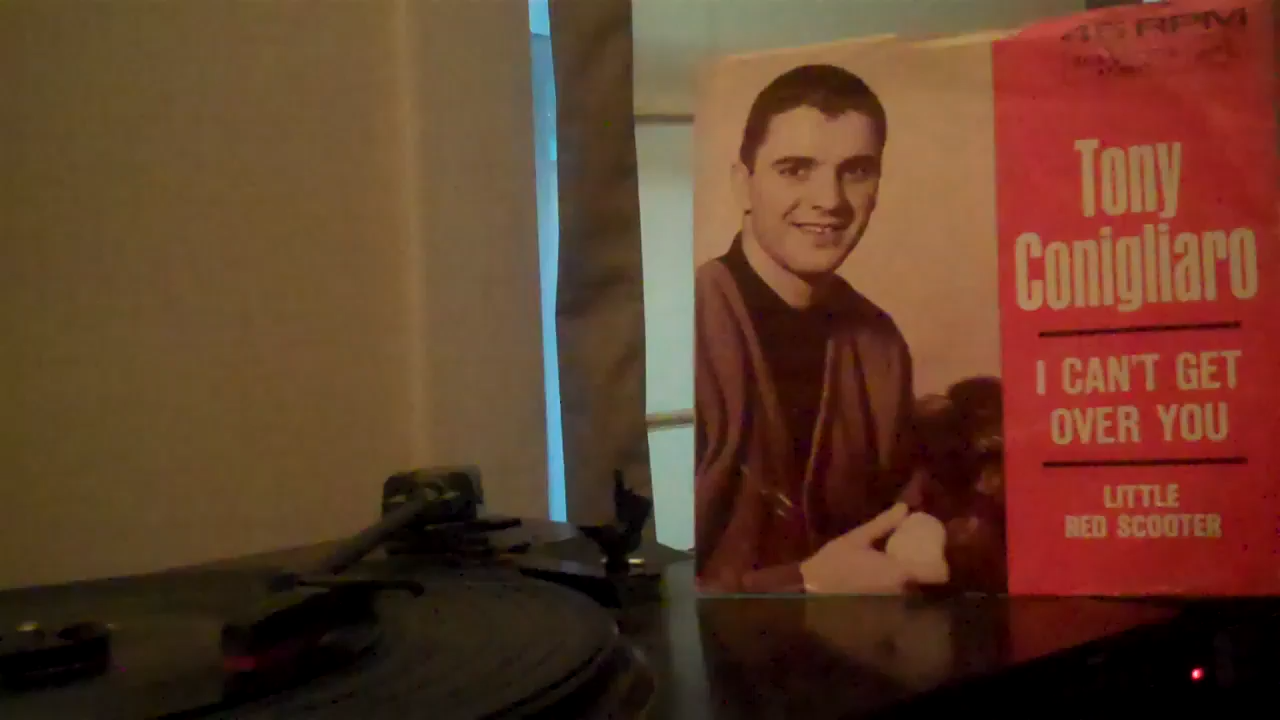 45 RPM
Tony
Conigliaro
I CAN'T GET
OVER YOU
LITTLE
RED SCOOTER